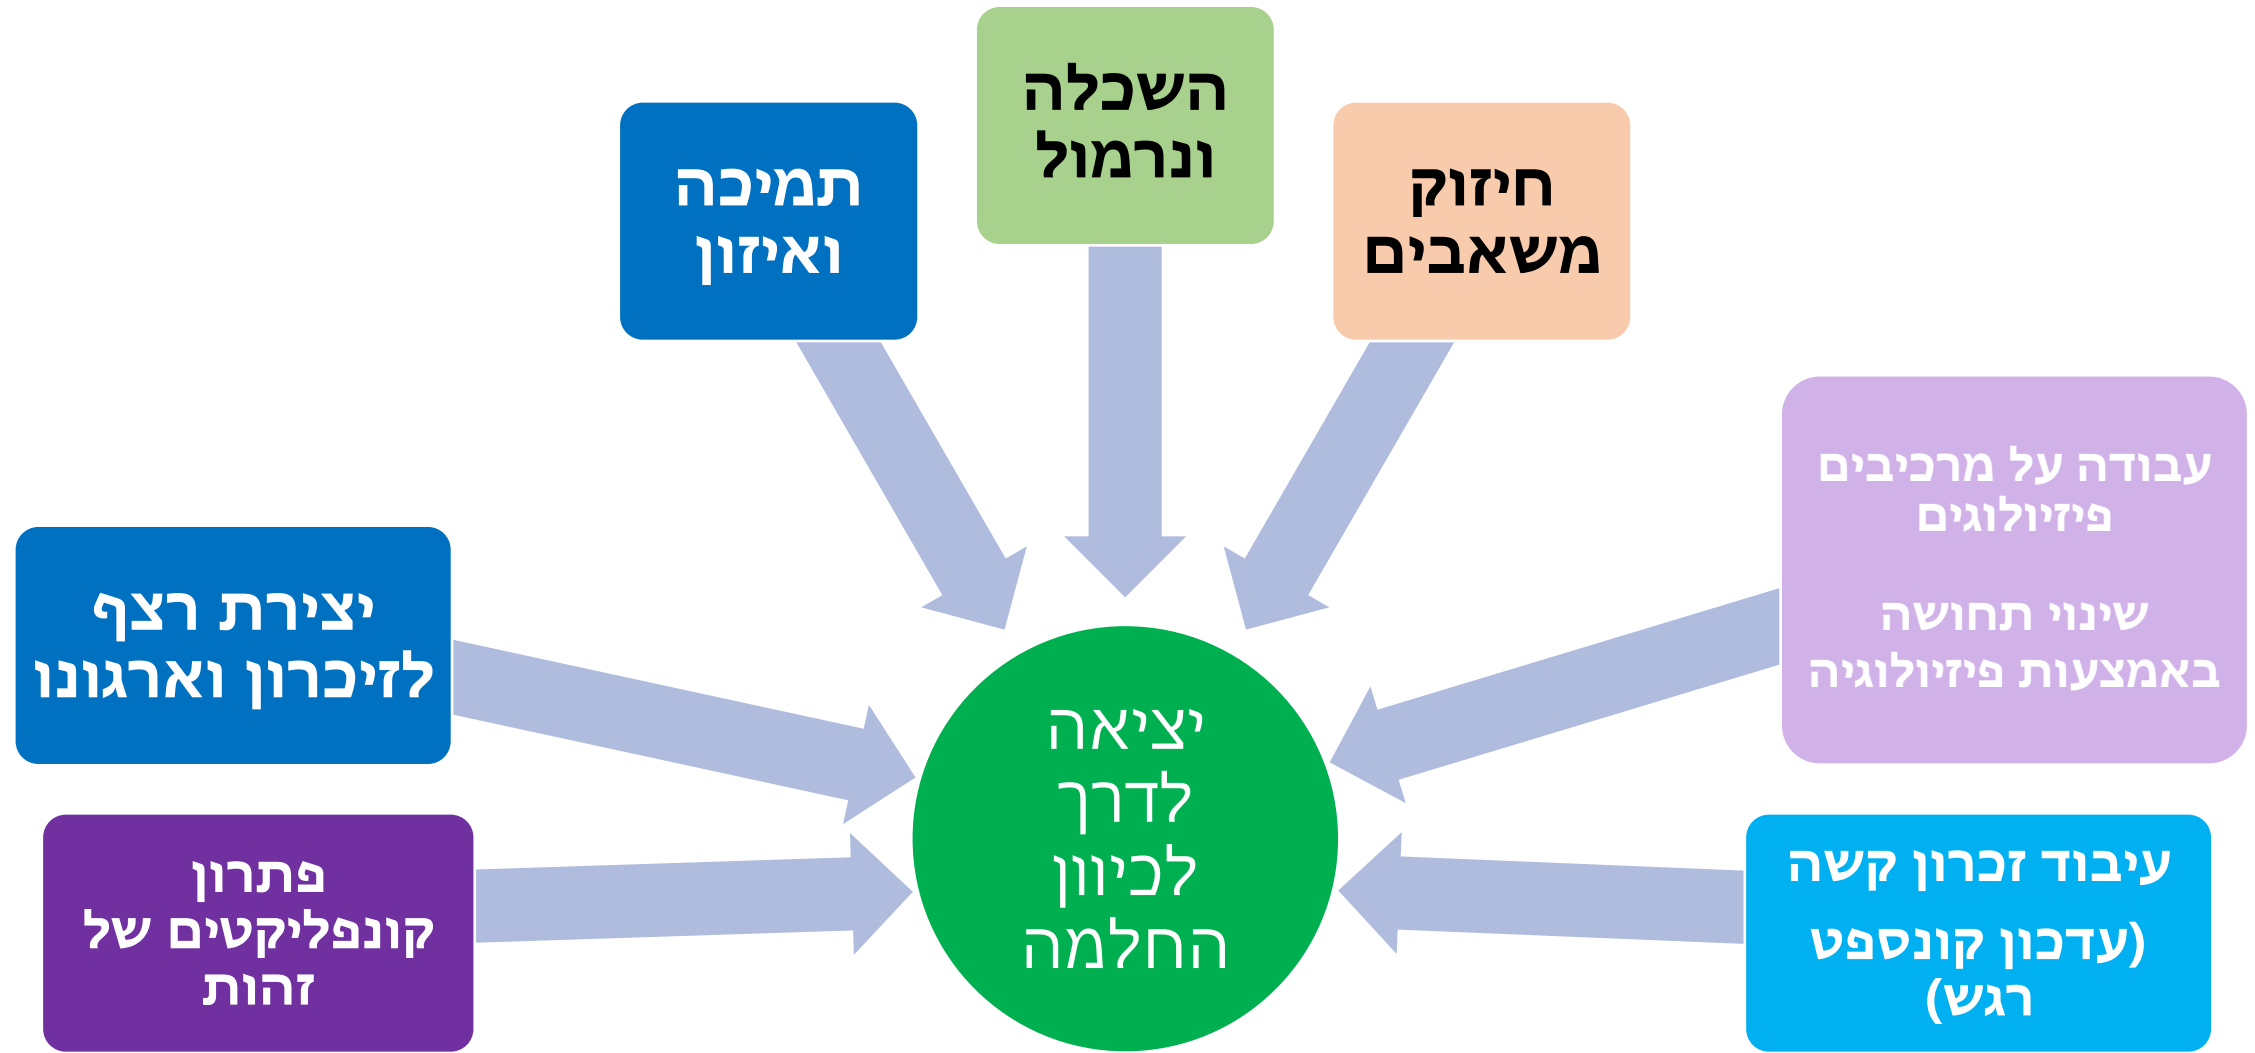 השכלה
ונרמול
תמיכה
ואיזון
חיזוק
משאבים
עבודה על מרכיבים
פיזיולוגים
שינוי תחושה
באמצעות פיזיולוגיה
יצירת רצף
לזיכרון וארגונו
יציאה
לדרך
לכיוון
החלמה
עיבוד זכרון קשה
(עדכון קונספט
רגש)
פתרון
קונפליקטים של
זהות